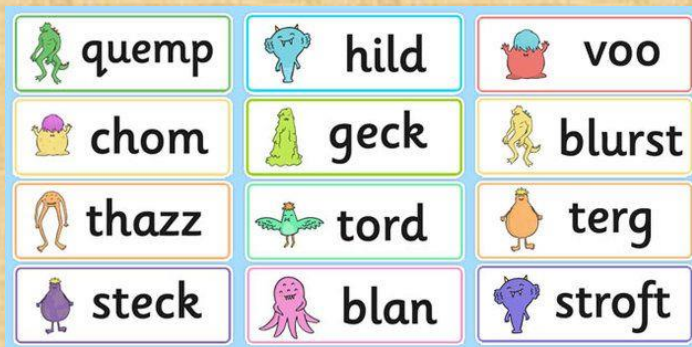 quemp
hild
voo
chom
geck
blurst
thazz
tord
terg
steck
blan
stroft